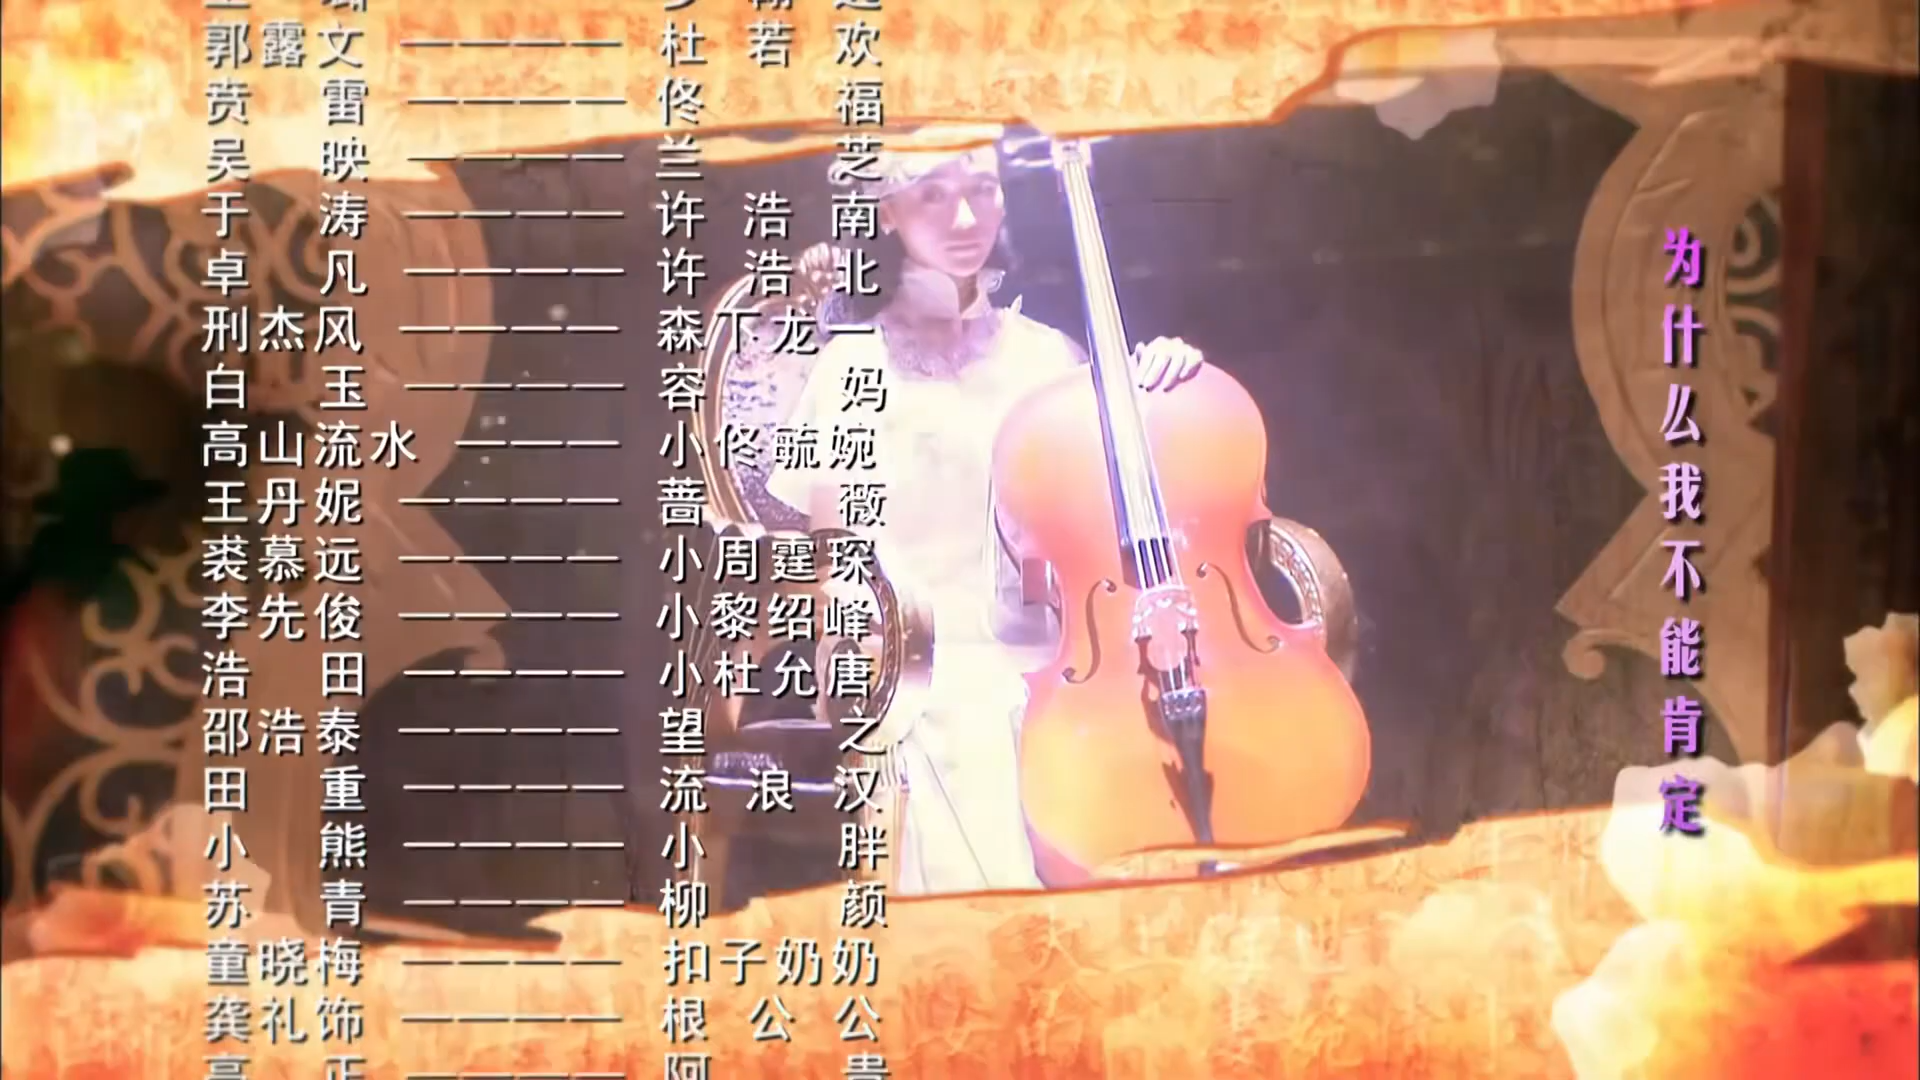 郭露文————杜若欢
贲雷————佟福
吴映————兰芝
于涛————许浩南
卓凡————许浩北
刑杰风————森下龙一
白玉————容妈
高山流水———小佟毓婉
王丹妮————蔷薇
裘慕远————小周霆琛
李先俊————小黎绍峰
浩田————小杜允唐
邵浩泰————望之
田重————流浪汉
小熊————小胖
苏青————柳颜
童晓梅————扣子奶奶
龚礼饰————根公公
为什么我不能肯定